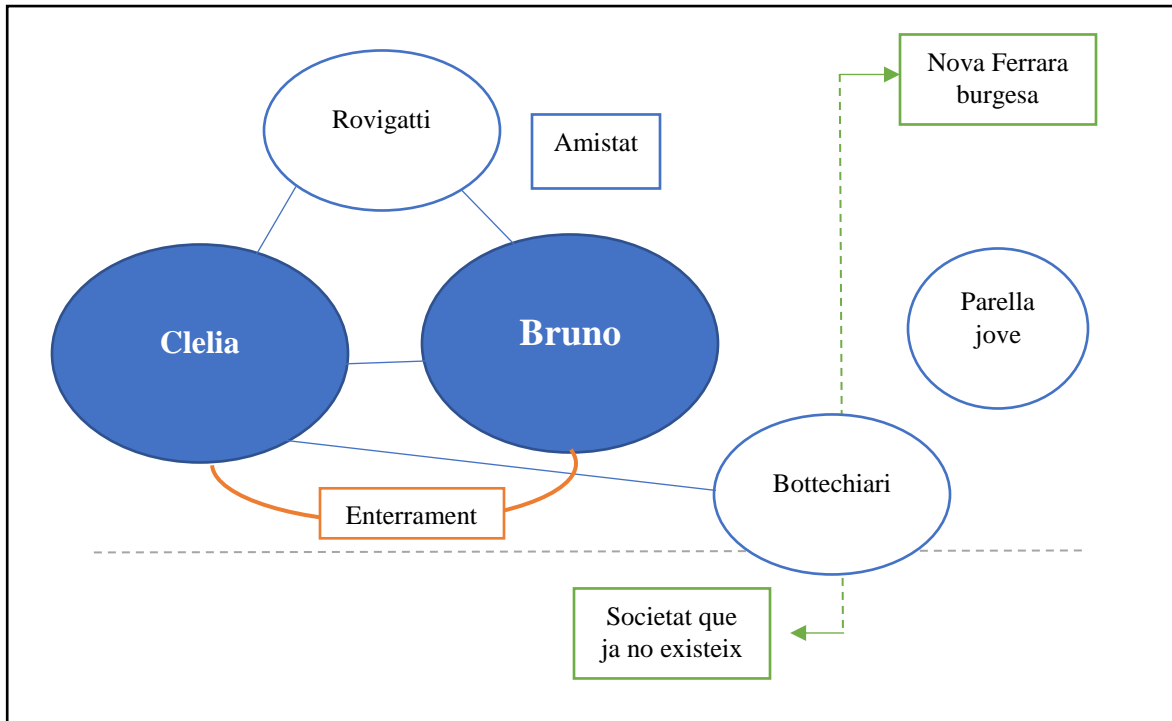 Nova Ferrara
burgesa
Rovigatti
Amistat
Clelia
Bruno
Parella
jove
Bottechiari
Enterrament
Societat que
ja no existeix